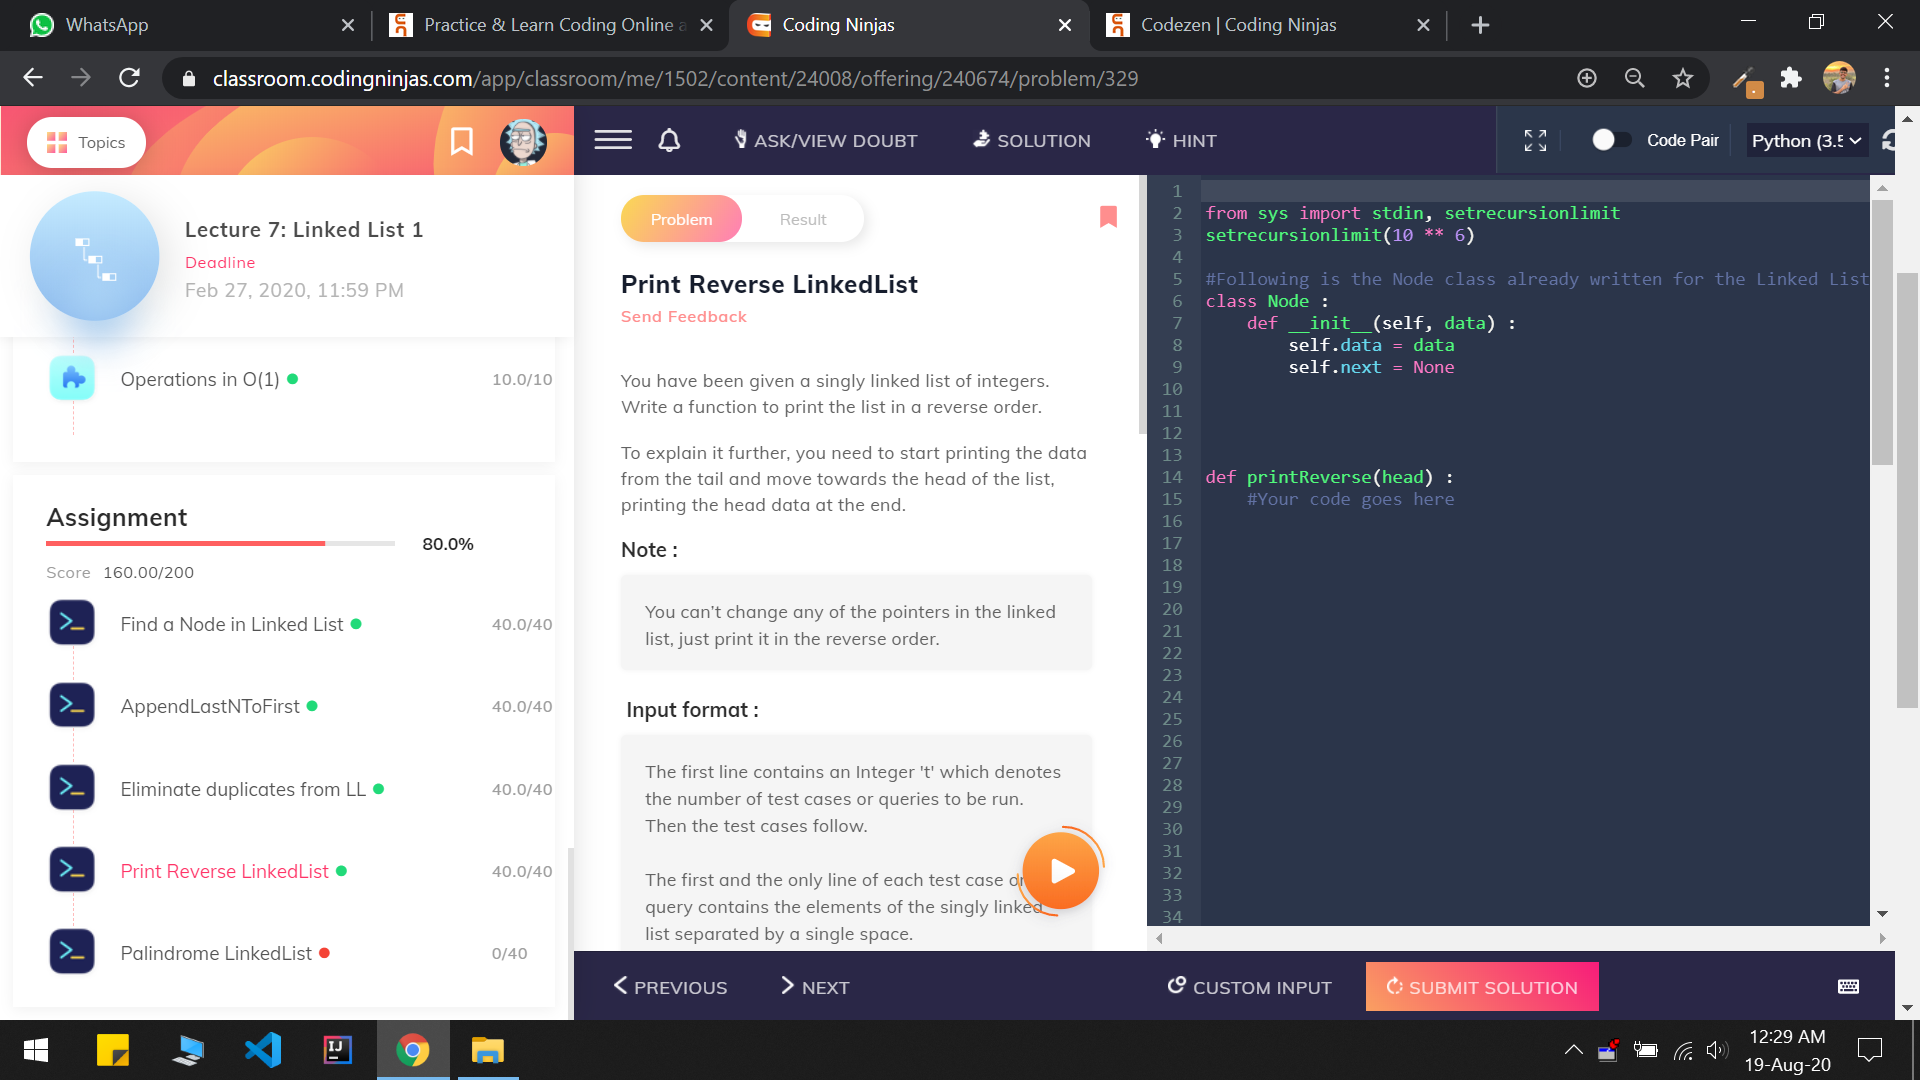 WhatsApp
Practice & Learn Coding Online a
Coding Ninjas
Codezen | Coding Ninjas
classroom.codingninjas.com/app/classroom/me/1502/content/24008/offering/240674/problem/329
Topics
Lecture 7: Linked List 1
Deadline
Feb 27, 2020, 11:59 PM
Operations in O(1)
10.0/10
Assignment
80.0%
Score 160.00/200
Find a Node in Linked List
40.0/40
AppendLastNToFirst
40.0/40
Eliminate duplicates from LL
40.0/40
Print Reverse LinkedList
40.0/40
Palindrome LinkedList
0/40
ASK/VIEW DOUBT
SOLUTION
HINT
Code Pair
Python (3.5
Problem
Result
Print Reverse LinkedList
Send Feedback
You have been given a singly linked list of integers.
Write a function to print the list in a reverse order.
To explain it further, you need to start printing the data
from the tail and move towards the head of the list,
printing the head data at the end.
Note :
You can't change any of the pointers in the linked
list, just print it in the reverse order.
Input format :
The first line contains an Integer 't' which denotes
the number of test cases or queries to be run.
Then the test cases follow.
The first and the only line of each test case or
query contains the elements of the singly linked
list separated by a single space.
1
2 from sys import stdin, setrecursionlimit
3 setrecursionlimit(10 ** 6)
4
5 #Following is the Node class already written for the Linked List
6 class Node :
7 def __init__(self, data) :
8 self.data = data
9 self.next = None
10
11
12
13
14 def printReverse(head) :
15 #Your code goes here
16
17
18
19
20
21
22
23
24
25
26
27
28
29
30
31
32
33
34
PREVIOUS
NEXT
CUSTOM INPUT
SUBMIT SOLUTION
IJ
12:29 AM
19-Aug-20